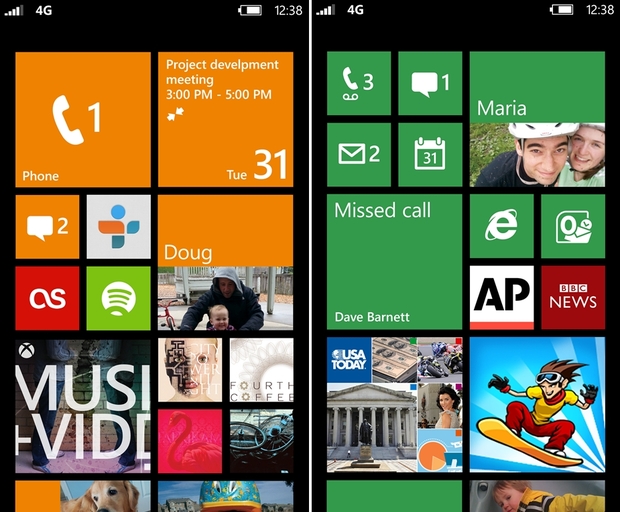 4G
12:38
1
Phone
Project develpment
meeting
3:00 PM - 5:00 PM
Tue 31
2
Doug
as
MUSI
+VIDE
FOURTH
COFFEE
4G
12:38
3
1
Maria
2
31
Missed call
Dave Barnett
AP
BBC
NEWS
USA
TODAY